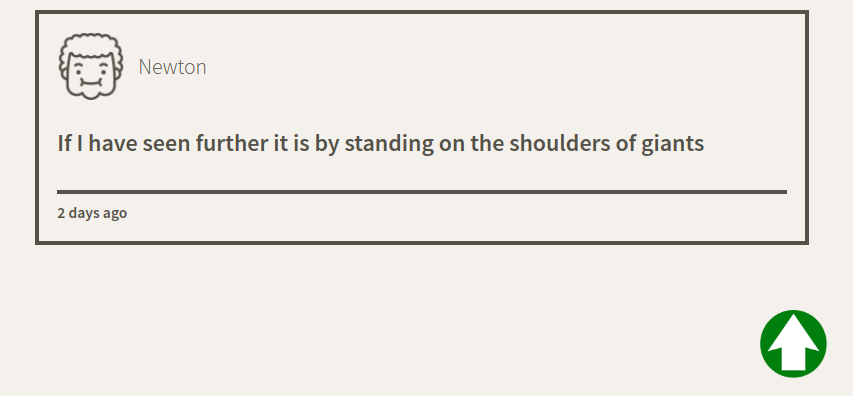 Newton
If I have seen further it is by standing on the shoulders of giants
2 days ago